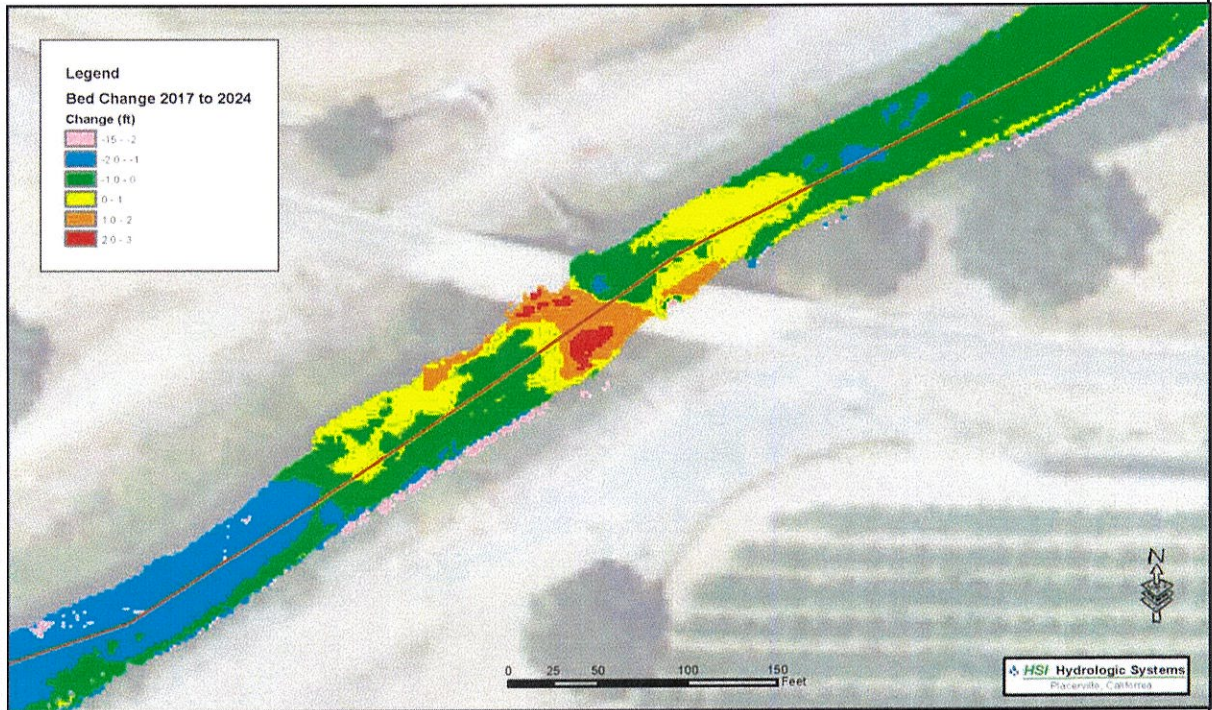 Legend
Bed Change 2017 to 2024
Change (ft)
-15 - -2
-2.0 - -1
-1.0 - 0
0 - 1
1.0 - 2
2.0 - 3
N
0 25 50 100 150
Feet
HSI Hydrologic Systems
Placerville, California